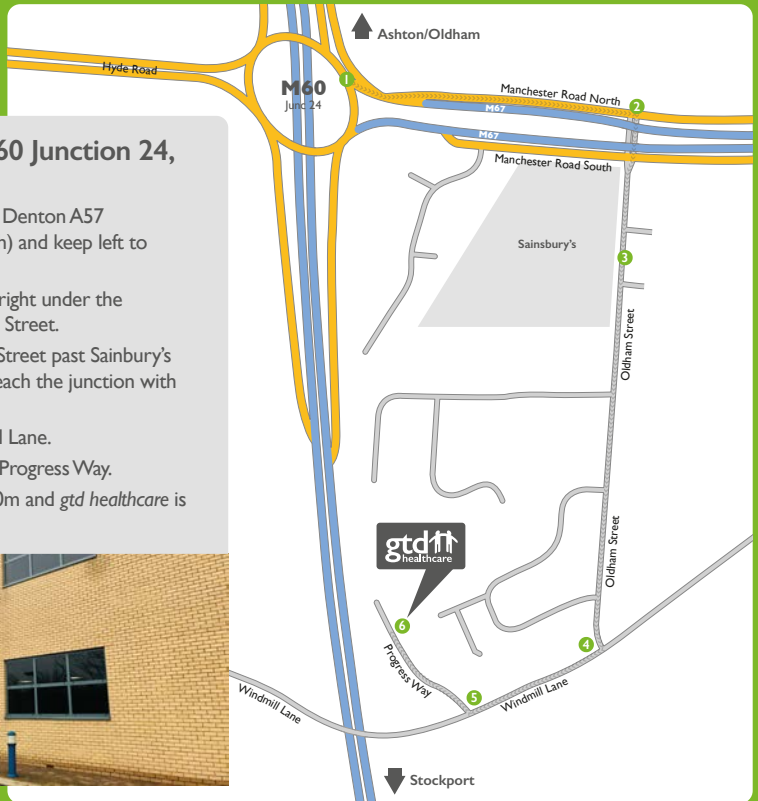 Ashton/Oldham
Hyde Road
M60
Junc 24
1
Manchester Road North
2
M67
M67
Manchester Road South
60 Junction 24,
Denton A57
) and keep left to
right under the
Street.
Street past Sainbury's
each the junction with
Lane.
Progress Way.
0m and gtd healthcare is
Sainsbury's
3
Oldham Street
gtd
healthcare
Oldham Street
6
4
Progress Way
5
Windmill Lane
Windmill Lane
Stockport